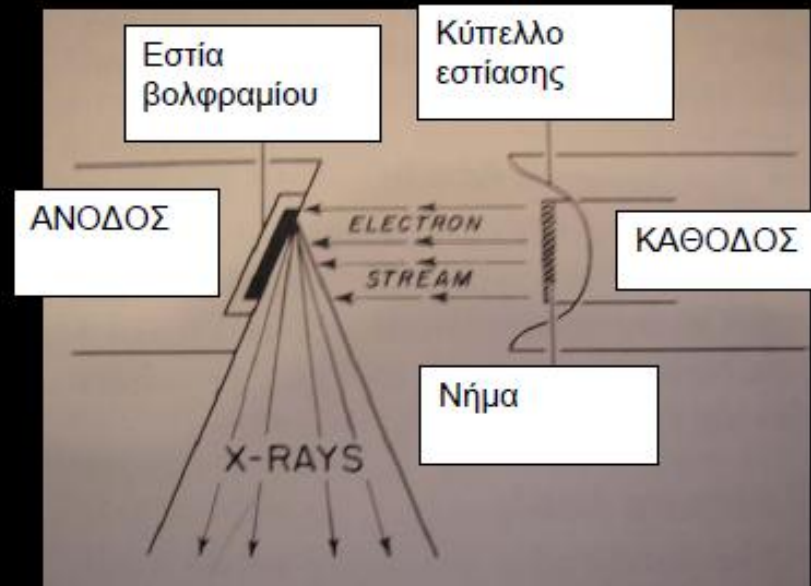 Εστία
βολφραμίου
Κύπελλο
εστίασης
ΑΝΟΔΟΣ
ELECTRON
STREAM
ΚΑΘΟΔΟΣ
Νήμα
X-RAYS